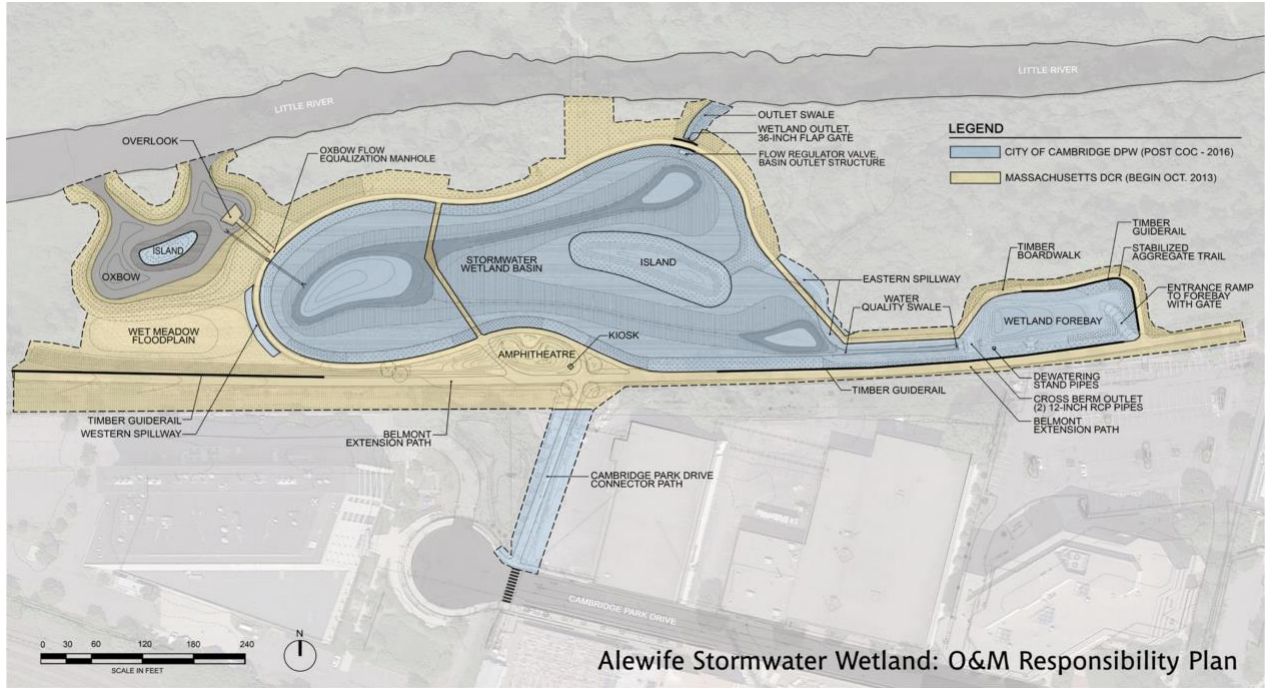 LITTLE RIVER
LITTLE RIVER
OUTLET SWALE
WETLAND OUTLET,
36-INCH FLAP GATE
FLOW REGULATOR VALVE,
BASIN OUTLET STRUCTURE
LEGEND
CITY OF CAMBRIDGE DPW (POST COC - 2016)
MASSACHUSETTS DCR (BEGIN OCT. 2013)
OVERLOOK
OXBOW FLOW
EQUALIZATION MANHOLE
ISLAND
OXBOW
STORMWATER
WETLAND BASIN
ISLAND
EASTERN SPILLWAY
WATER
QUALITY SWALE
TIMBER
BOARDWALK
TIMBER
GUIDERAIL
STABILIZED
AGGREGATE TRAIL
ENTRANCE RAMP
TO FOREBAY
WITH GATE
WETLAND FOREBAY
WET MEADOW
FLOODPLAIN
AMPHITHEATRE
KIOSK
DEWATERING
STAND PIPES
CROSS BERM OUTLET
(2) 12-INCH RCP PIPES
BELMONT
EXTENSION PATH
TIMBER GUIDERAIL
TIMBER GUIDERAIL
WESTERN SPILLWAY
BELMONT
EXTENSION PATH
CAMBRIDGE PARK DRIVE
CONNECTOR PATH
CAMBRIDGE PARK DRIVE
0 30 60 120 180 240
SCALE IN FEET
N
Alewife Stormwater Wetland: O&M Responsibility Plan